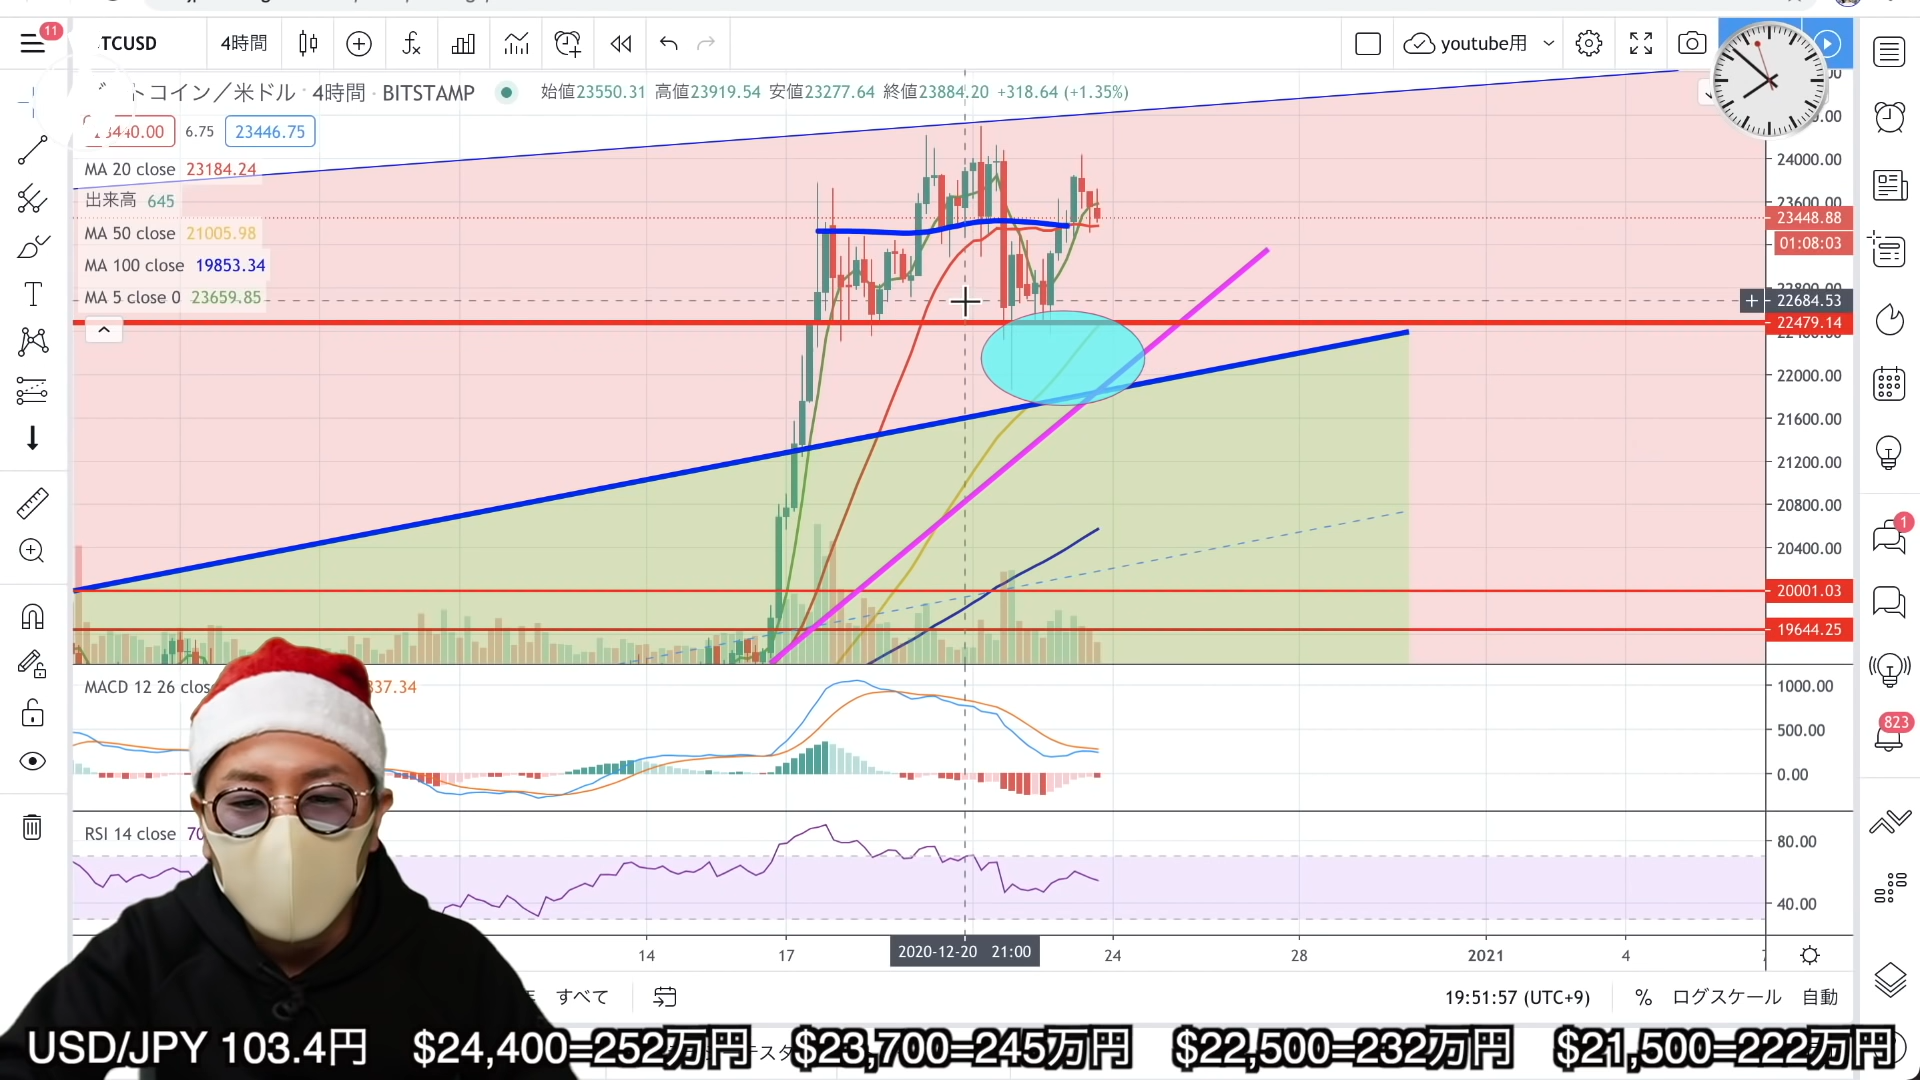 11
TCUSD
4時間
youtube用
トコイン／米ドル · 4時間 · BITSTAMP
始値23550.31 高値23919.54 安値23277.64 終値23884.20 +318.64 (+1.35%)
6.75
23446.75
MA 20 close 23184.24
出来高 645
MA 50 close 21005.98
MA 100 close 19853.34
MA 5 close 0 23659.85
24000.00
23600.00
23448.88
01:08:03
22800.00
22684.53
22479.14
22000.00
21600.00
21200.00
20800.00
20400.00
20001.03
19644.25
MACD 12 26 clos
337.34
1000.00
500.00
0.00
RSI 14 close 70
80.00
40.00
14
17
2020-12-20 21:00
24
28
2021
4
すべて
19:51:57 (UTC+9)
%
ログスケール
自動
1
823
USD/JPY 103.4円 $24,400=252万円 $23,700=245万円 $22,500=232万円 $21,500=222万円